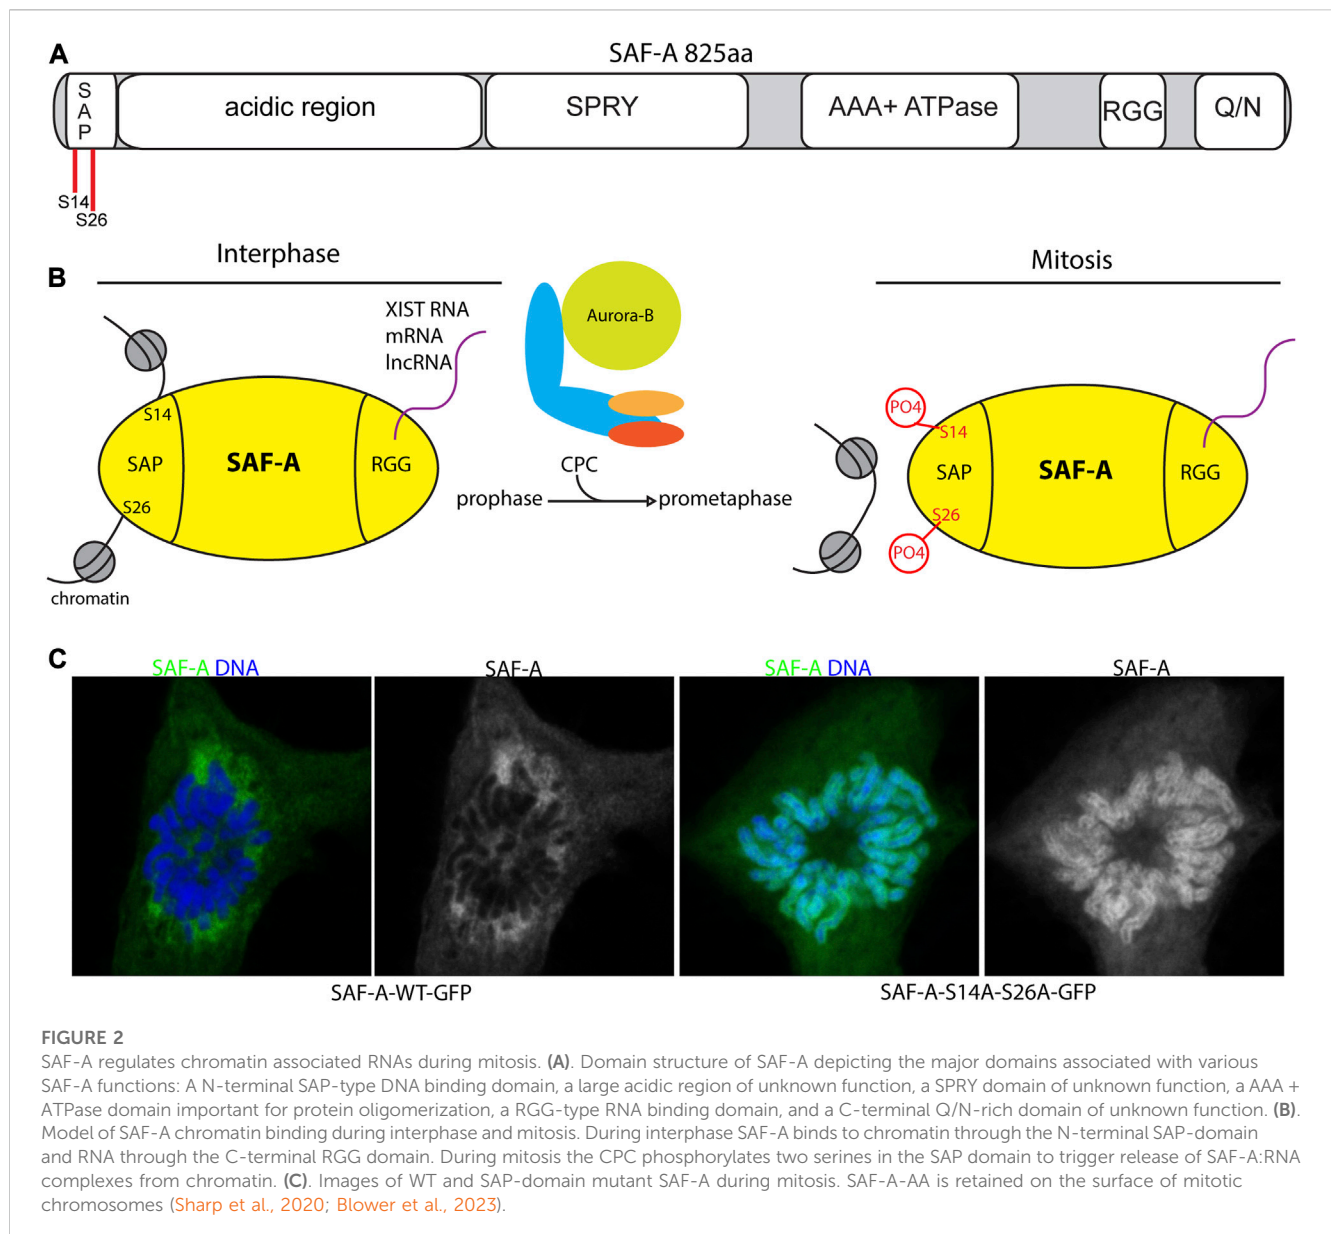 A
SAF-A 825aa
S
A
P
acidic region
SPRY
AAA+ ATPase
RGG
Q/N
S14
S26
B
Interphase
Mitosis
XIST RNA
mRNA
lncRNA
Aurora-B
S14
SAP
SAF-A
RGG
S26
chromatin
CPC
prophase
prometaphase
PO4
S14
SAP
SAF-A
RGG
S26
PO4
C
SAF-A DNA
SAF-A
SAF-A DNA
SAF-A
SAF-A-WT-GFP
SAF-A-S14A-S26A-GFP
FIGURE 2
SAF-A regulates chromatin associated RNAs during mitosis. (A). Domain structure of SAF-A depicting the major domains associated with various
SAF-A functions: A N-terminal SAP-type DNA binding domain, a large acidic region of unknown function, a SPRY domain of unknown function, a AAA +
ATPase domain important for protein oligomerization, a RGG-type RNA binding domain, and a C-terminal Q/N-rich domain of unknown function. (B).
Model of SAF-A chromatin binding during interphase and mitosis. During interphase SAF-A binds to chromatin through the N-terminal SAP-domain
and RNA through the C-terminal RGG domain. During mitosis the CPC phosphorylates two serines in the SAP domain to trigger release of SAF-A:RNA
complexes from chromatin. (C). Images of WT and SAP-domain mutant SAF-A during mitosis. SAF-A-AA is retained on the surface of mitotic
chromosomes (Sharp et al., 2020; Blower et al., 2023).